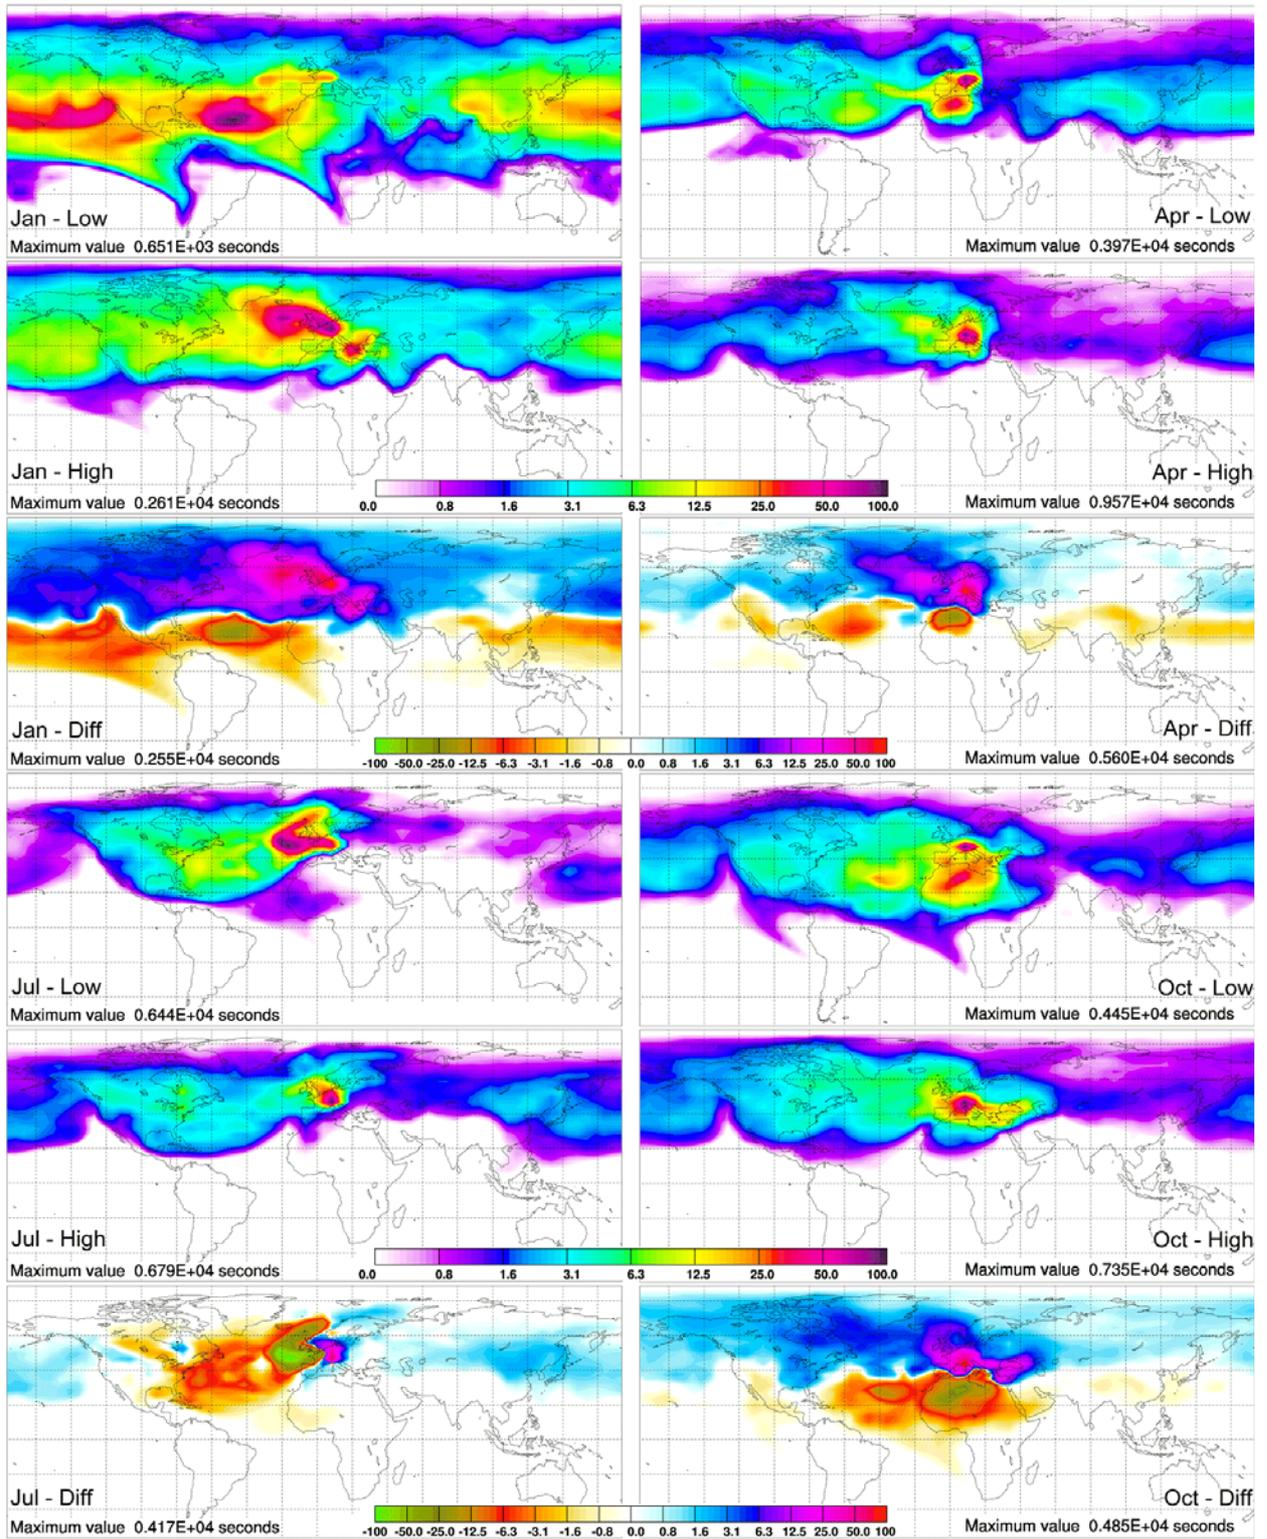 Jan - Low
Maximum value 0.651E+03 seconds
Apr - Low
Maximum value 0.397E+04 seconds
Jan - High
Maximum value 0.261E+04 seconds
Apr - High
Maximum value 0.957E+04 seconds
0.0 0.8 1.6 3.1 6.3 12.5 25.0 50.0 100.0
Jan - Diff
Maximum value 0.255E+04 seconds
Apr - Diff
Maximum value 0.560E+04 seconds
-100 -50.0 -25.0 -12.5 -6.3 -3.1 -1.6 -0.8 0.0 0.8 1.6 3.1 6.3 12.5 25.0 50.0 100
Jul - Low
Maximum value 0.644E+04 seconds
Oct - Low
Maximum value 0.445E+04 seconds
Jul - High
Maximum value 0.679E+04 seconds
Oct - High
Maximum value 0.735E+04 seconds
0.0 0.8 1.6 3.1 6.3 12.5 25.0 50.0 100.0
Jul - Diff
Maximum value 0.417E+04 seconds
Oct - Diff
Maximum value 0.485E+04 seconds
-100 -50.0 -25.0 -12.5 -6.3 -3.1 -1.6 -0.8 0.0 0.8 1.6 3.1 6.3 12.5 25.0 50.0 100